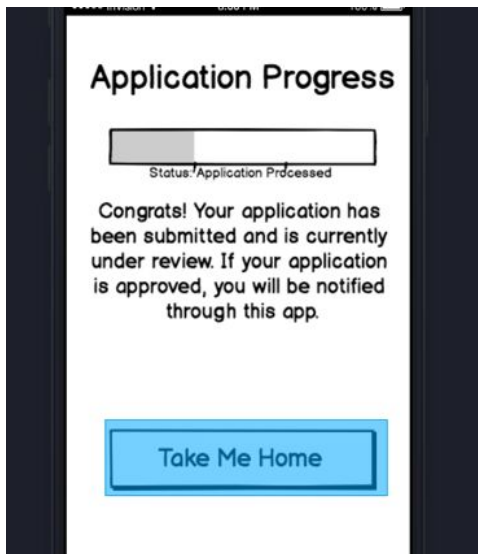 Application Progress
Status: Application Processed
Congrats! Your application has
been submitted and is currently
under review. If your application
is approved, you will be notified
through this app.
Take Me Home